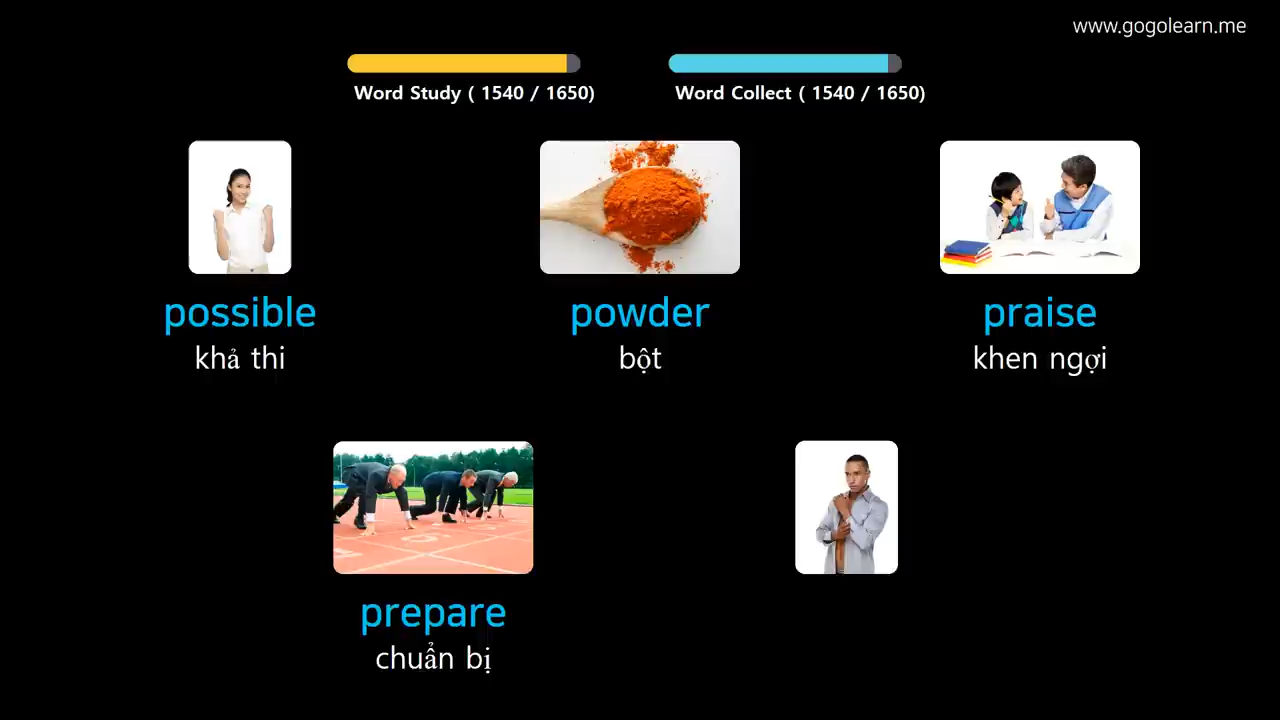 www.gogolearn.me
Word Study ( 1540 / 1650)
Word Collect ( 1540 / 1650)
possible
khả thi
powder
bột
praise
khen ngợi
prepare
chuẩn bị